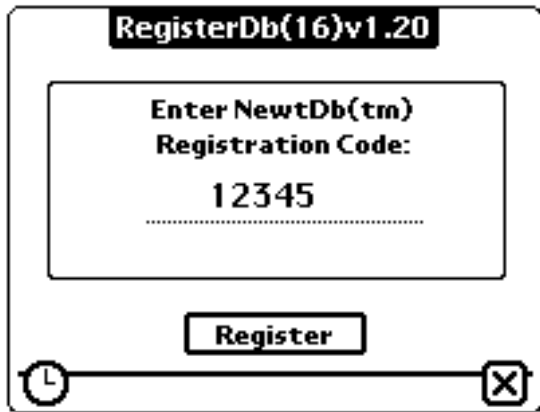 RegisterDb(16)v1.20
Enter NewtDb(tm)
Registration Code:
12345
Register